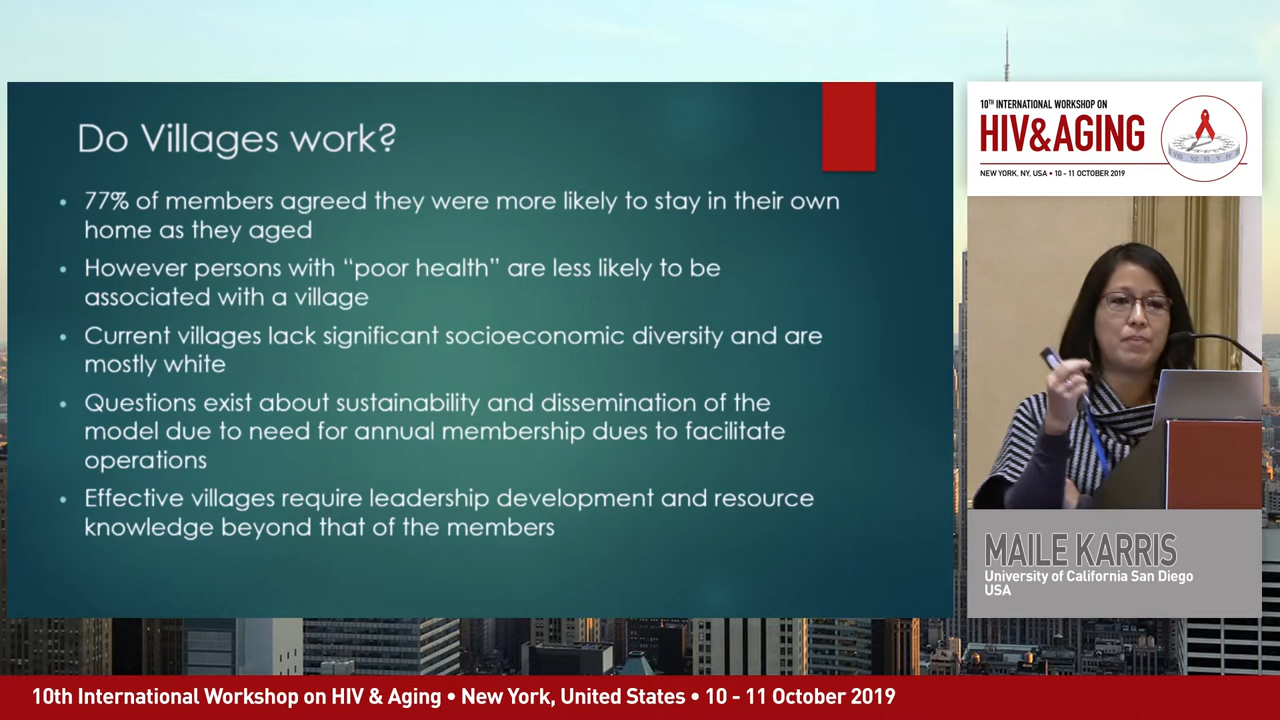 Do Villages work?
• 77% of members agreed they were more likely to stay in their own
home as they aged
• However persons with “poor health” are less likely to be
associated with a village
• Current villages lack significant socioeconomic diversity and are
mostly white
• Questions exist about sustainability and dissemination of the
model due to need for annual membership dues to facilitate
operations
• Effective villages require leadership development and resource
knowledge beyond that of the members
10TH INTERNATIONAL WORKSHOP ON
HIV&AGING
NEW YORK, NY, USA • 10 - 11 OCTOBER 2019
MAILE KARRIS
University of California San Diego
USA
10th International Workshop on HIV & Aging • New York, United States • 10 - 11 October 2019